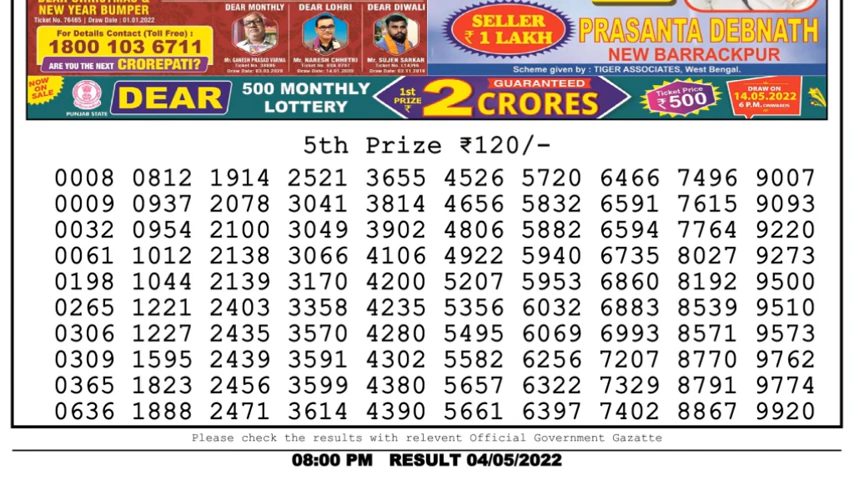 NEW YEAR BUMPER
Ticket No. 76465 | Draw Date : 01.01.2022
For Details Contact (Toll Free) :
1800 103 6711
ARE YOU THE NEXT CROREPATI?
DEAR MONTHLY
DEAR LOHRI
DEAR DIWALI
Mr. GANESH PRASAD VARMA
Mr. NARESH CHHETRI
Mr. SUJEN SARKAR
SELLER
₹ 1 LAKH
PRASANTA DEBNATH
NEW BARRACKPUR
Scheme given by : TIGER ASSOCIATES, West Bengal.
NOW ON SALE
PUNJAB STATE
DEAR
500 MONTHLY
LOTTERY
1st
PRIZE
₹
2 CRORES
GUARANTEED
Ticket Price
₹500
DRAW ON
14.05.2022
6 P.M. ONWARDS
5th Prize ₹120/-
0008 0812 1914 2521 3655 4526 5720 6466 7496 9007
0009 0937 2078 3041 3814 4656 5832 6591 7615 9093
0032 0954 2100 3049 3902 4806 5882 6594 7764 9220
0061 1012 2138 3066 4106 4922 5940 6735 8027 9273
0198 1044 2139 3170 4200 5207 5953 6860 8192 9500
0265 1221 2403 3358 4235 5356 6032 6883 8539 9510
0306 1227 2435 3570 4280 5495 6069 6993 8571 9573
0309 1595 2439 3591 4302 5582 6256 7207 8770 9762
0365 1823 2456 3599 4380 5657 6322 7329 8791 9774
0636 1888 2471 3614 4390 5661 6397 7402 8867 9920
Please check the results with relevent Official Government Gazatte
08:00 PM RESULT 04/05/2022